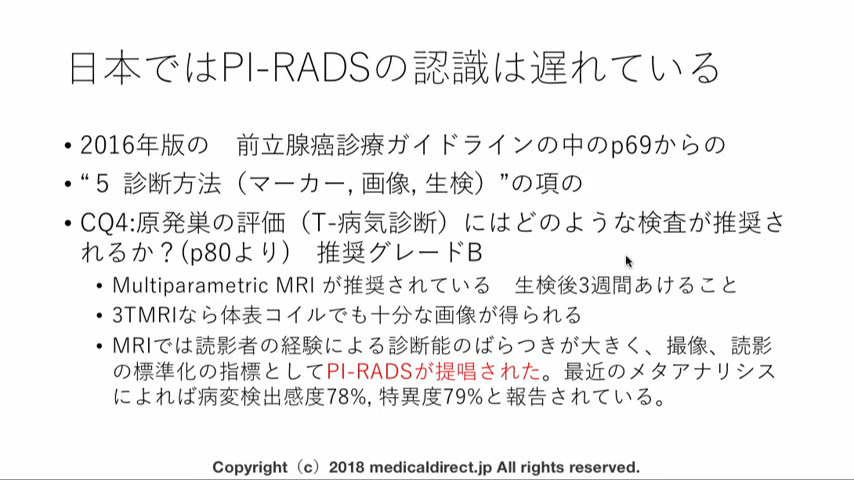 日本ではPI-RADSの認識は遅れている
• 2016年版の　前立腺癌診療ガイドラインの中のp69からの
• “５ 診断方法（マーカー, 画像, 生検）”の項の
• CQ4:原発巣の評価（T-病気診断）にはどのような検査が推奨さ
れるか？(p80より)　推奨グレードB
• Multiparametric MRI が推奨されている　生検後3週間あけること
• 3TMRIなら体表コイルでも十分な画像が得られる
• MRIでは読影者の経験による診断能のばらつきが大きく、撮像、読影
の標準化の指標としてPI-RADSが提唱された。最近のメタアナリシス
によれば病変検出感度78%, 特異度79%と報告されている。
Copyright（c）2018 medicaldirect.jp All rights reserved.